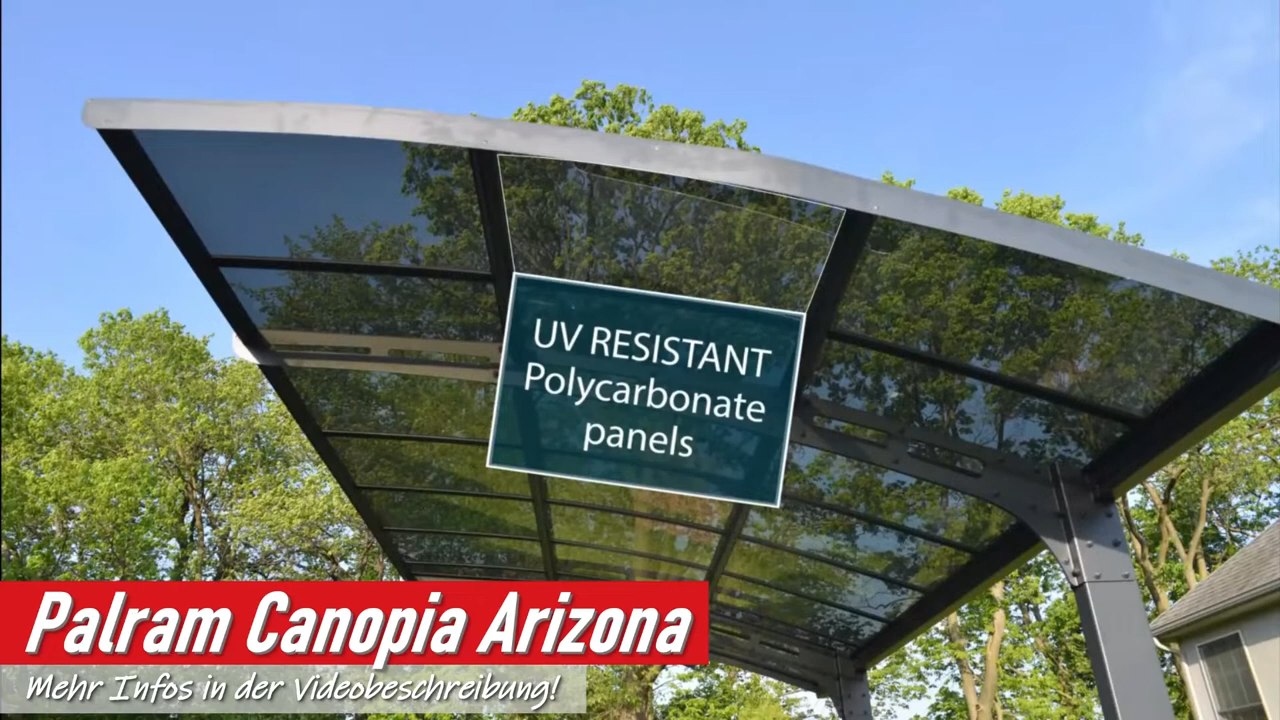 UV RESISTANT
Polycarbonate
panels
Palram Canopia Arizona
Mehr Infos in der Videobeschreibung!